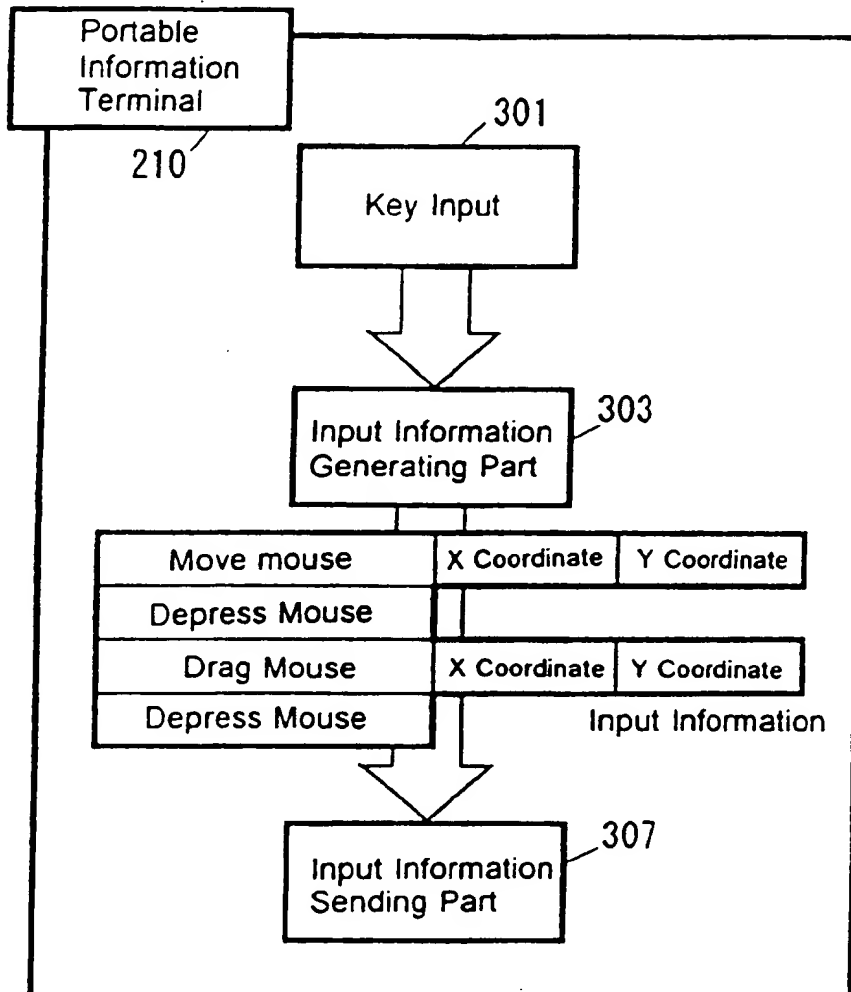 Portable
Information
Terminal
210
301
Key Input
303
Input Information
Generating Part
Move mouse X Coordinate Y Coordinate
Depress Mouse
Drag Mouse X Coordinate Y Coordinate
Depress Mouse
Input Information
307
Input Information
Sending Part